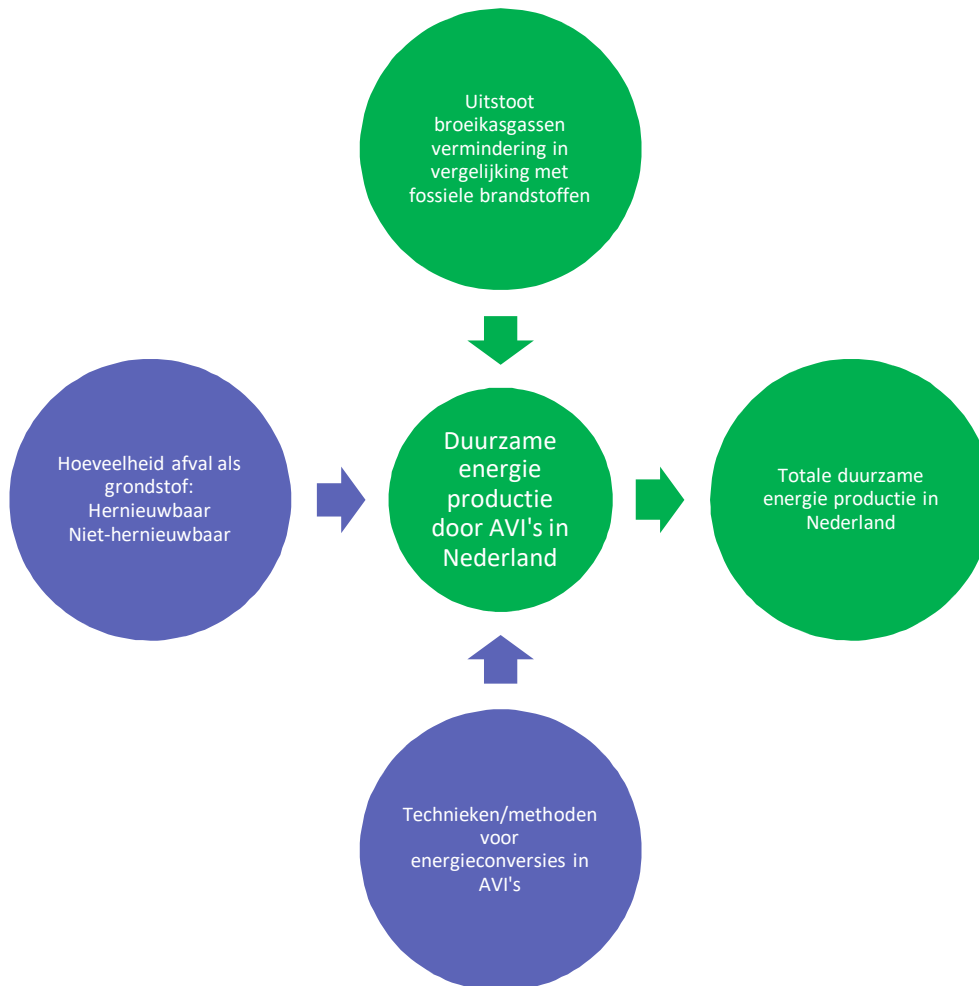 Uitstoot
broeikasgassen
vermindering in
vergelijking met
fossiele brandstoffen
Hoeveelheid afval als
grondstof:
Hernieuwbaar
Niet-hernieuwbaar
Duurzame
energie
productie
door AVI's in
Nederland
Totale duurzame
energie productie in
Nederland
Technieken/methoden
voor
energieconversies in
AVI's